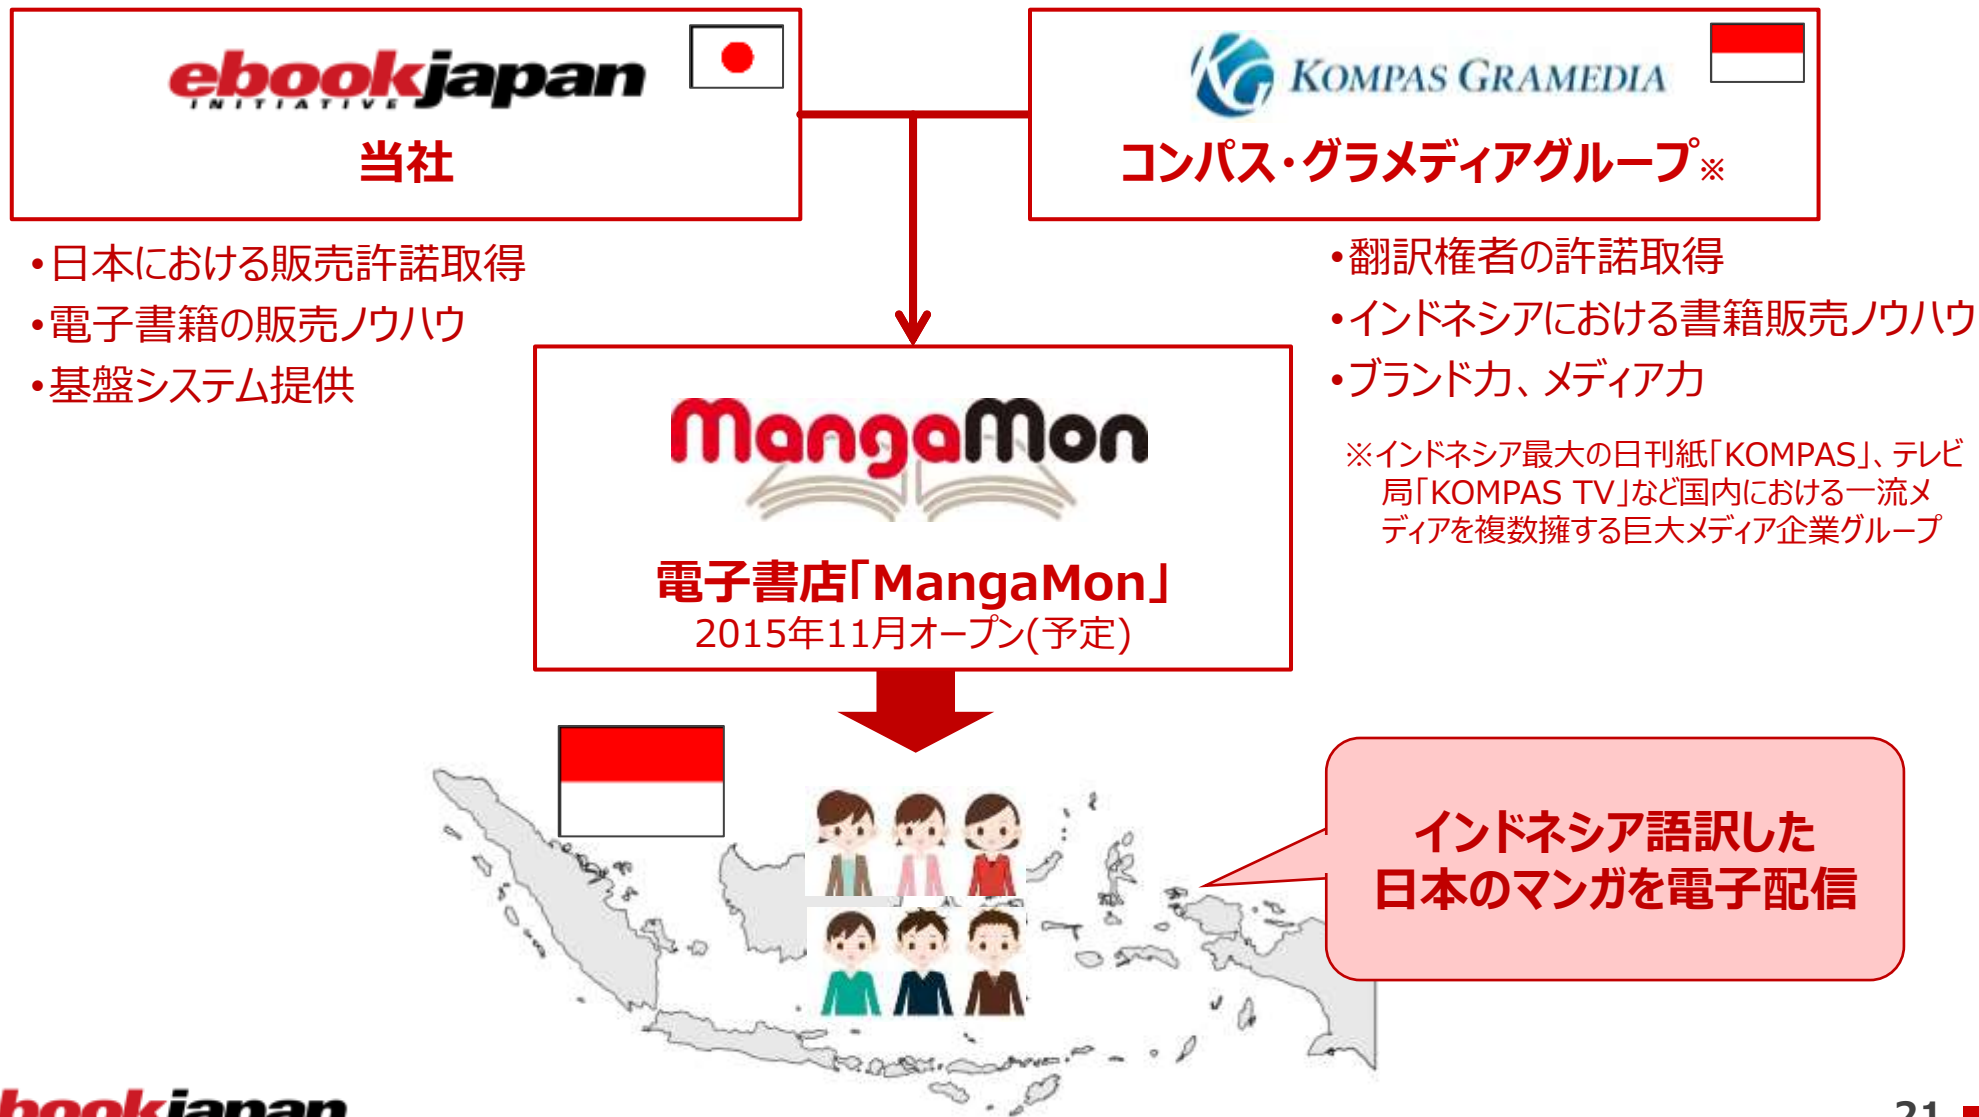 ebookjapan
INITIATIVE
当社
KG KOMPAS GRAMEDIA
コンパス・グラメディアグループ※
•日本における販売許諾取得
•電子書籍の販売ノウハウ
•基盤システム提供
•翻訳権者の許諾取得
•インドネシアにおける書籍販売ノウハウ
•ブランド力、メディア力
※インドネシア最大の日刊紙「KOMPAS」、テレビ
局「KOMPAS TV」など国内における一流メ
ディアを複数擁する巨大メディア企業グループ
MangaMon
電子書店「MangaMon」
2015年11月オープン(予定)
インドネシア語訳した
日本のマンガを電子配信
bookjapan
21